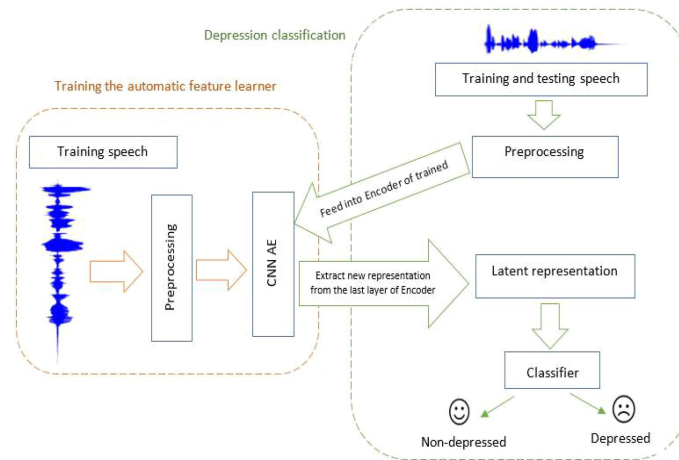 Depression classification
Training the automatic feature learner
Training speech
Preprocessing
CNN AE
Training and testing speech
Preprocessing
Feed into Encoder of trained
Extract new representation
from the last layer of Encoder
Latent representation
Classifier
Non-depressed
Depressed